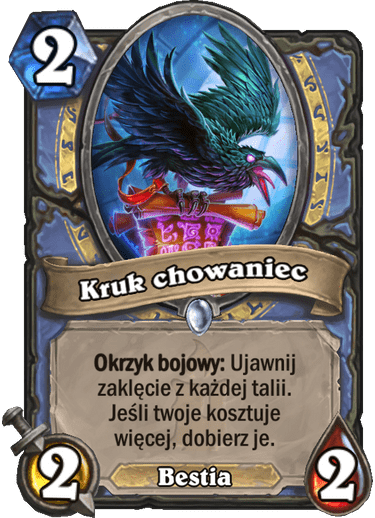 2
Kruk chowaniec
Okrzyk bojowy: Ujawnij
zaklęcie z każdej talii.
Jeśli twoje kosztuje
więcej, dobierz je.
2
Bestia
2